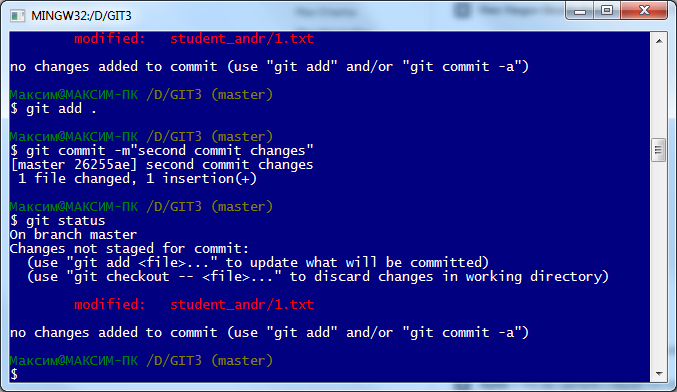 MINGW32:/D/GIT3
modified: student_andr/1.txt
no changes added to commit (use "git add" and/or "git commit -a")
Максим@МАКСИМ-ПК /D/GIT3 (master)
$ git add .
Максим@МАКСИМ-ПК /D/GIT3 (master)
$ git commit -m"second commit changes"
[master 26255ae] second commit changes
1 file changed, 1 insertion(+)
Максим@МАКСИМ-ПК /D/GIT3 (master)
$ git status
On branch master
Changes not staged for commit:
(use "git add <file>..." to update what will be committed)
(use "git checkout -- <file>..." to discard changes in working directory)
modified: student_andr/1.txt
no changes added to commit (use "git add" and/or "git commit -a")
Максим@МАКСИМ-ПК /D/GIT3 (master)
$